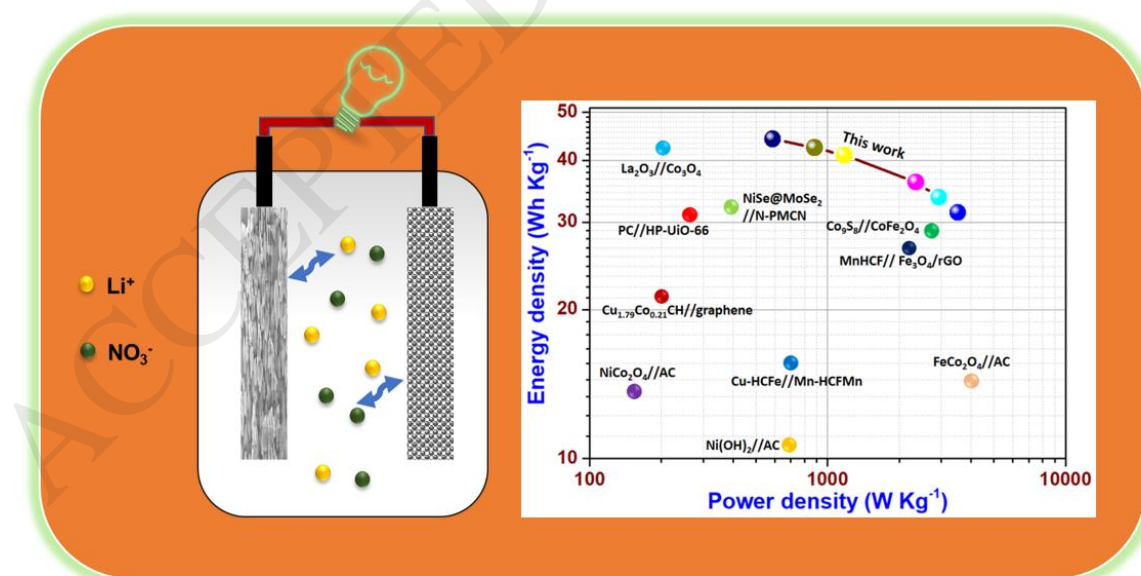 ACCEPTED
Li⁺
NO₃⁻
50
40
30
20
10
Energy density (Wh Kg⁻¹)
This work
La₂O₃//Co₃O₄
NiSe@MoSe₂
//N-PMCN
PC//HP-UiO-66
Co₉S₈//CoFe₂O₄
MnHCF// Fe₃O₄/rGO
Cu₁.₇₉Co₀.₂₁CH//graphene
NiCo₂O₄//AC
Cu-HCFe//Mn-HCFMn
FeCo₂O₄//AC
Ni(OH)₂//AC
100
1000
10000
Power density (W Kg⁻¹)